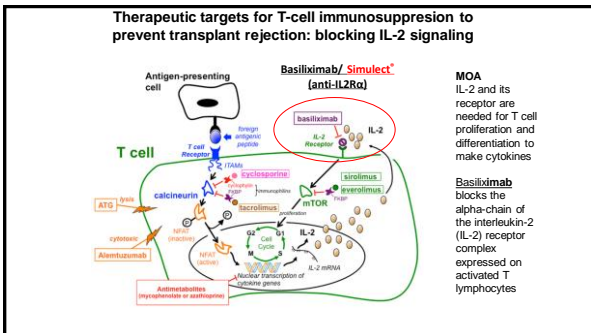 Therapeutic targets for T-cell immunosuppresion to
prevent transplant rejection: blocking IL-2 signaling
Basiliximab/ Simulect®
(anti-IL2Rα)
Antigen-presenting
cell
foreign
antigenic
peptide
T cell
T cell
Receptor
ITAMs
basiliximab
IL-2
Receptor
IL-2
cyclosporine
cyclophylin
calcineurin
FKBP
immunophilins
tacrolimus
sirolimus
everolimus
FKBP
mTOR
proliferation
ATG
lysis
cytotoxic
Alemtuzumab
P
P
NFAT
(inactive)
NFAT
(active)
G2
G1
Cell
Cycle
M
S
IL-2
IL-2 mRNA
Nuclear transcription of
cytokine genes
Antimetabolites
(mycophenolate or azathioprine)
MOA
IL-2 and its
receptor are
needed for T cell
proliferation and
differentiation to
make cytokines
Basiliximab
blocks the
alpha-chain of
the interleukin-2
(IL-2) receptor
complex
expressed on
activated T
lymphocytes